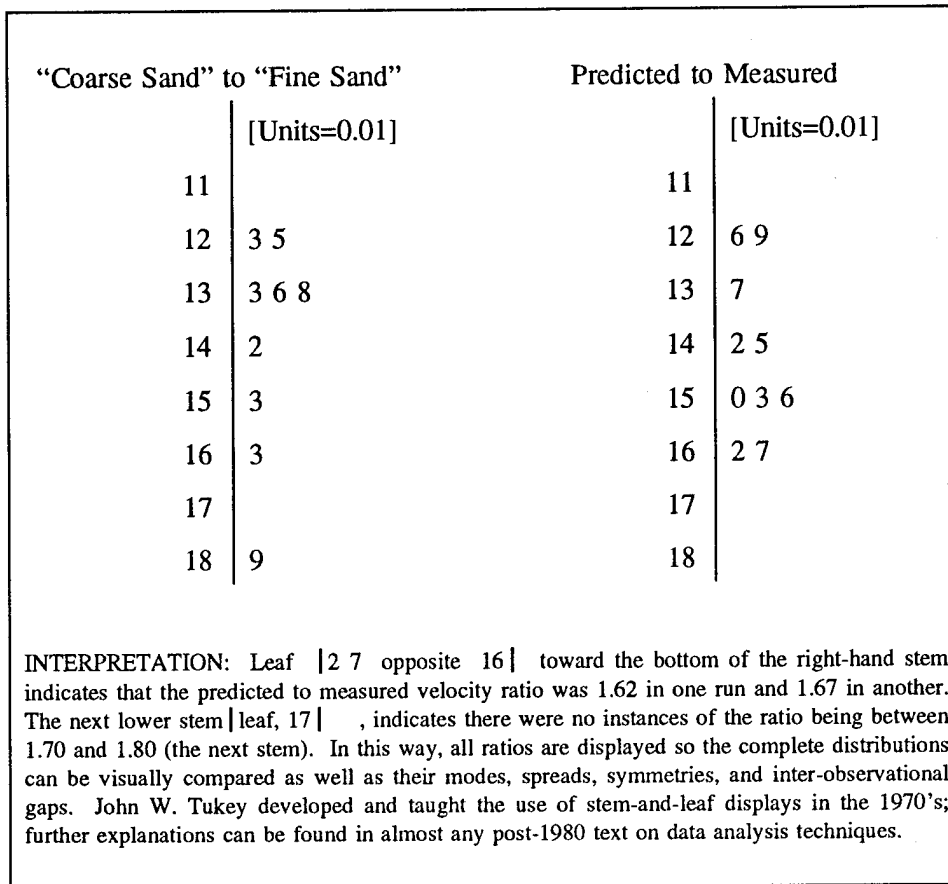 “Coarse Sand” to “Fine Sand”
[Units=0.01]
11
12 3 5
13 3 6 8
14 2
15 3
16 3
17
18 9
Predicted to Measured
[Units=0.01]
11
12 6 9
13 7
14 2 5
15 0 3 6
16 2 7
17
18
INTERPRETATION: Leaf |2 7 opposite 16| toward the bottom of the right-hand stem
indicates that the predicted to measured velocity ratio was 1.62 in one run and 1.67 in another.
The next lower stem|leaf, 17| , indicates there were no instances of the ratio being between
1.70 and 1.80 (the next stem). In this way, all ratios are displayed so the complete distributions
can be visually compared as well as their modes, spreads, symmetries, and inter-observational
gaps. John W. Tukey developed and taught the use of stem-and-leaf displays in the 1970’s;
further explanations can be found in almost any post-1980 text on data analysis techniques.